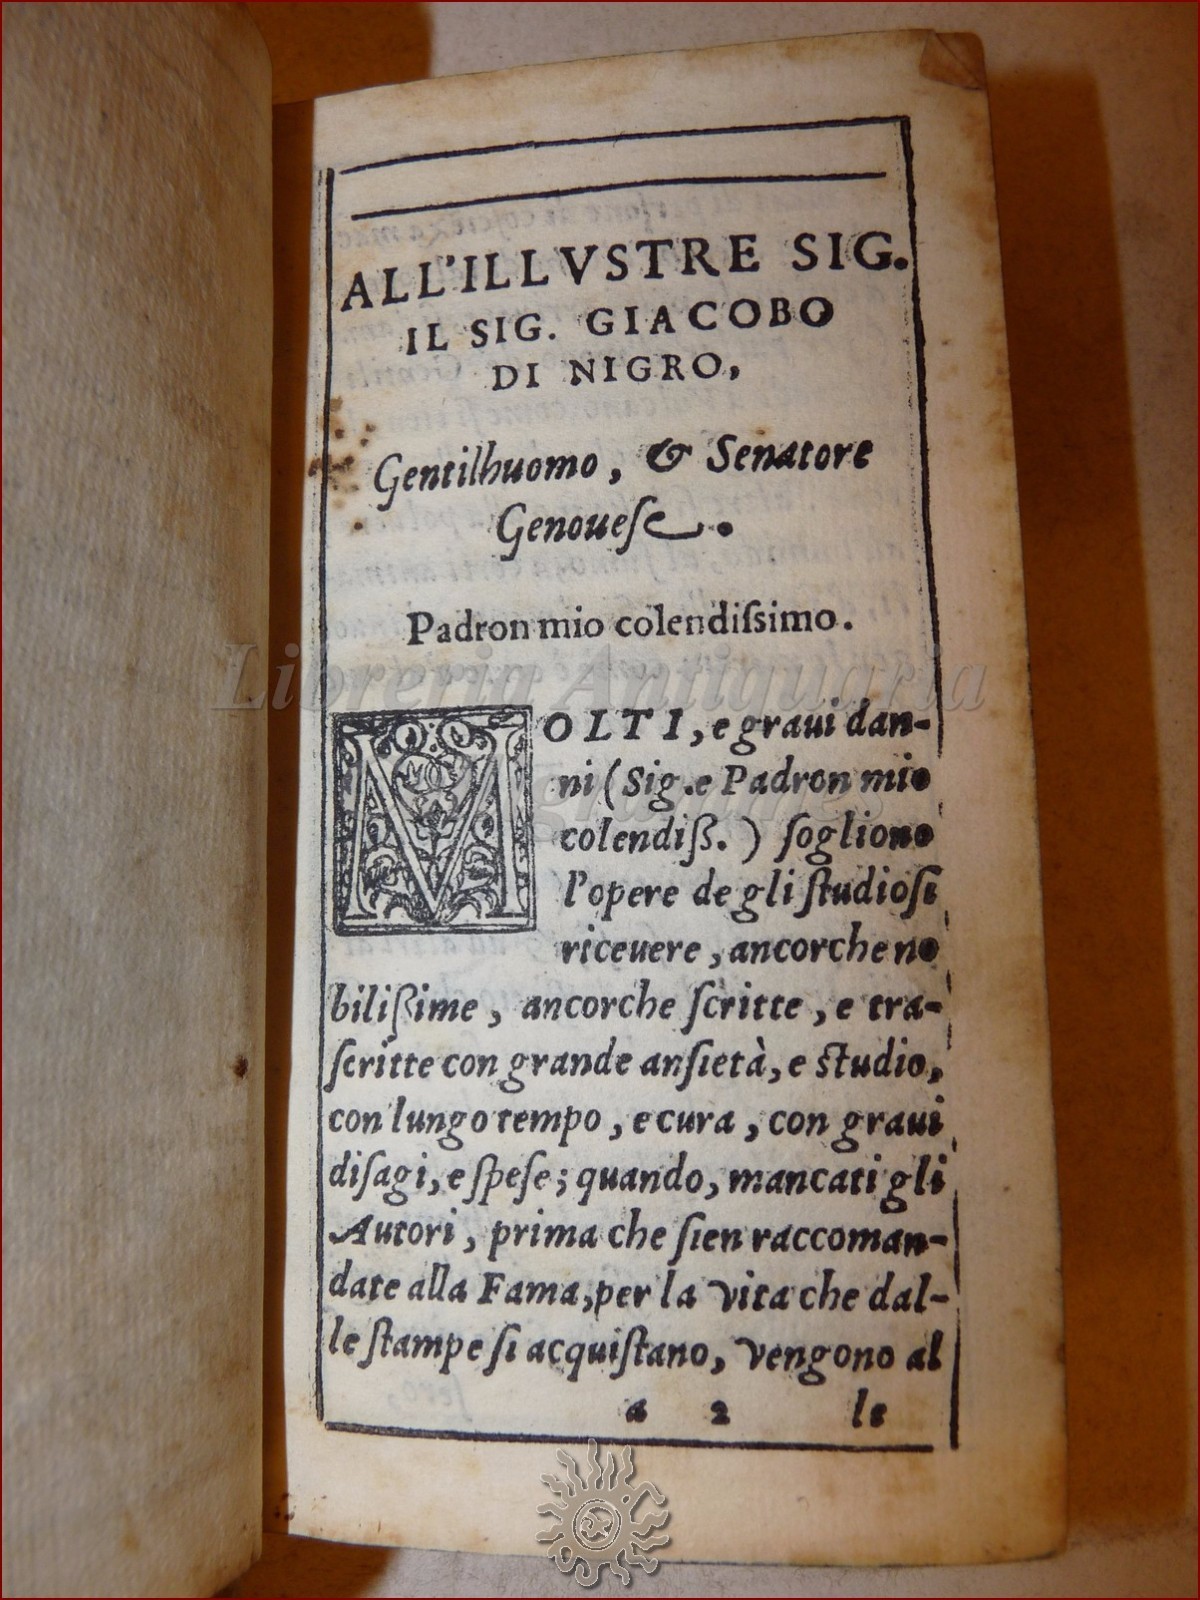 ALL'ILLVSTRE SIG.
IL SIG. GIACOBO
DI NIGRO,
Gentilhuomo, & Senatore
Genoueſe.
Padron mio colendiſsimo.
MOLTI, e graui dan-
ni (Sig. e Padron mio
colendiß.) ſogliono
l'opere de gli ſtudioſi
riceuere, ancorche no
bilißime, ancorche ſcritte, e tra-
ſcritte con grande anſietà, e ſtudio,
con lungo tempo, e cura, con graui
diſagi, e ſpeſe; quando, mancati gli
Autori, prima che ſien raccoman-
date alla Fama, per la vita che dal-
le ſtampe ſi acquiſtano, vengono al
a 2 le
Libreria Antiquaria